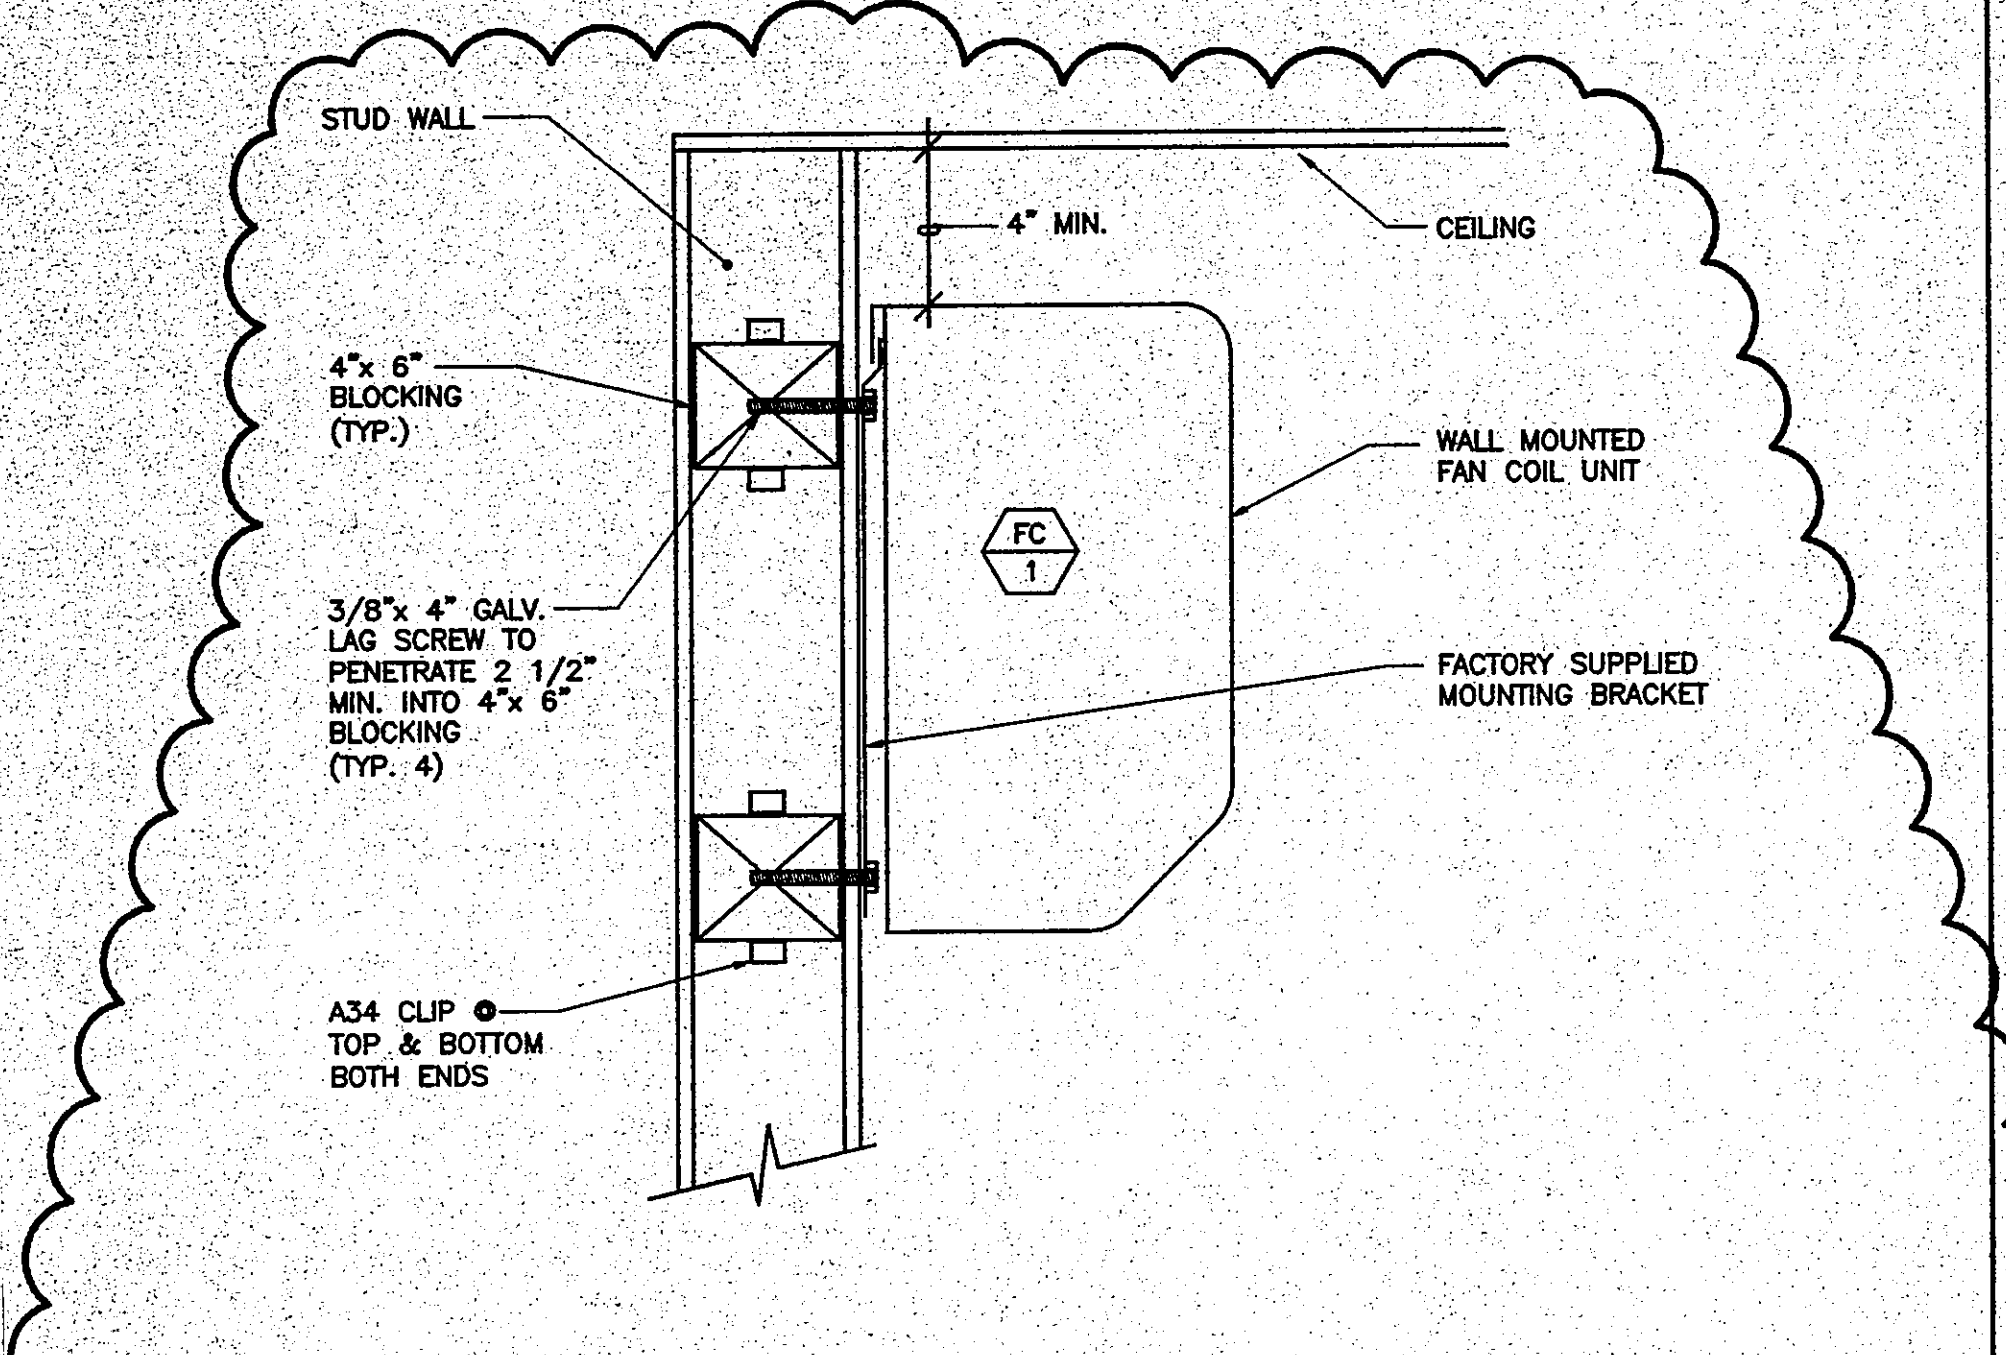 STUD WALL
4" MIN.
CEILING
4"x 6"
BLOCKING
(TYP.)
WALL MOUNTED
FAN COIL UNIT
FC
1
3/8"x 4" GALV.
LAG SCREW TO
PENETRATE 2 1/2"
MIN. INTO 4"x 6"
BLOCKING
(TYP. 4)
FACTORY SUPPLIED
MOUNTING BRACKET
A34 CLIP @
TOP & BOTTOM
BOTH ENDS